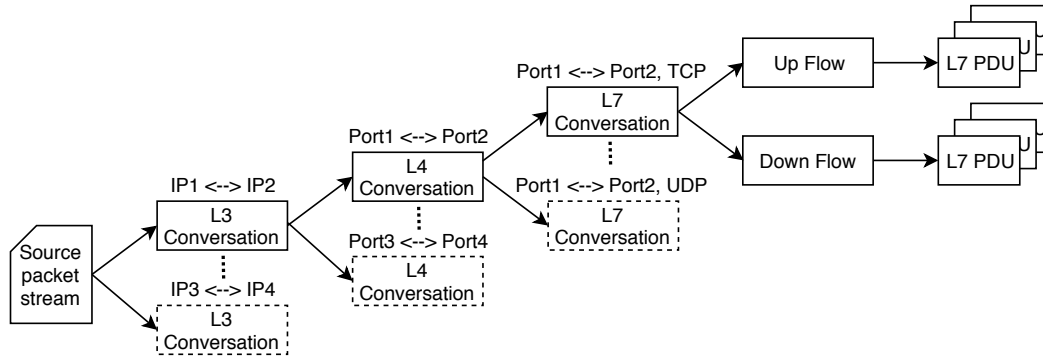 Port1 <--> Port2, TCP
L7
Conversation
Up Flow
L7 PDU
U
U
Down Flow
L7 PDU
U
U
Port1 <--> Port2
L4
Conversation
Port1 <--> Port2, UDP
L7
Conversation
IP1 <--> IP2
L3
Conversation
Port3 <--> Port4
L4
Conversation
Source
packet
stream
IP3 <--> IP4
L3
Conversation